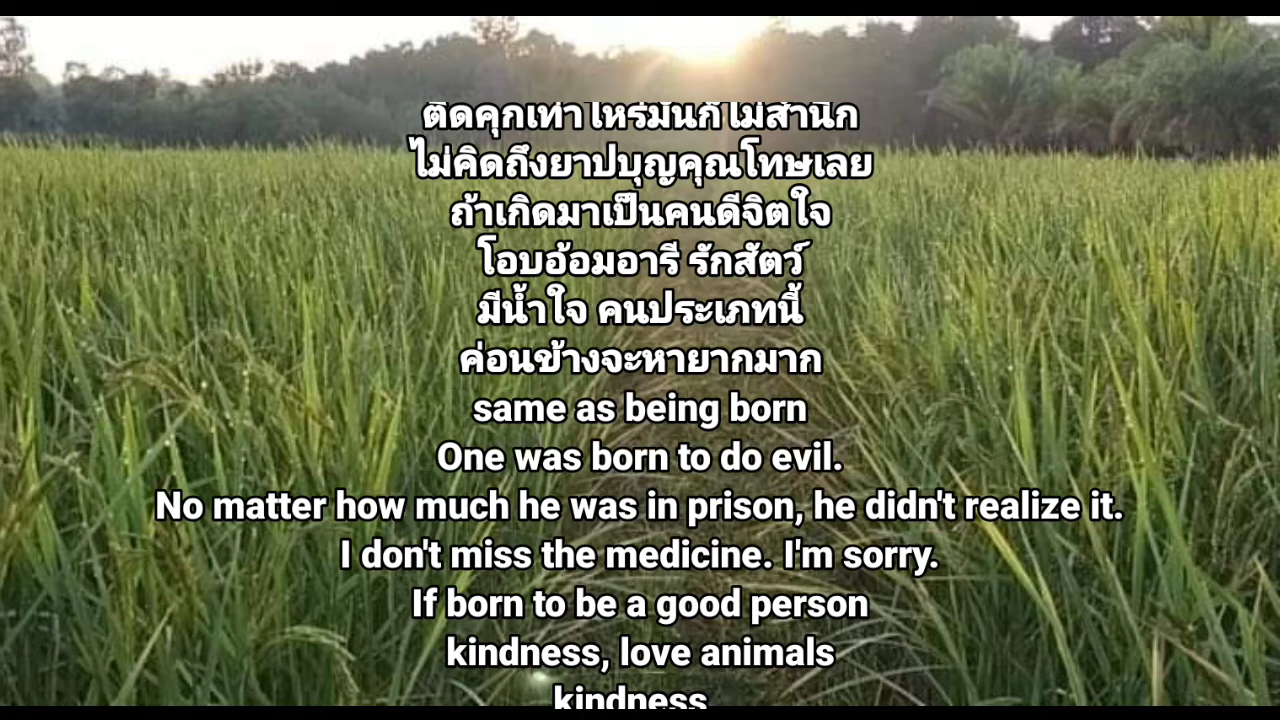 ติดคุกเท่าไหร่มันก็ไม่สำนึก
ไม่คิดถึงยาปบุญคุณโทษเลย
ถ้าเกิดมาเป็นคนดีจิตใจ
โอบอ้อมอารี รักสัตว์
มีน้ำใจ คนประเภทนี้
ค่อนข้างจะหายากมาก
same as being born
One was born to do evil.
No matter how much he was in prison, he didn't realize it.
I don't miss the medicine. I'm sorry.
If born to be a good person
kindness, love animals
kindness